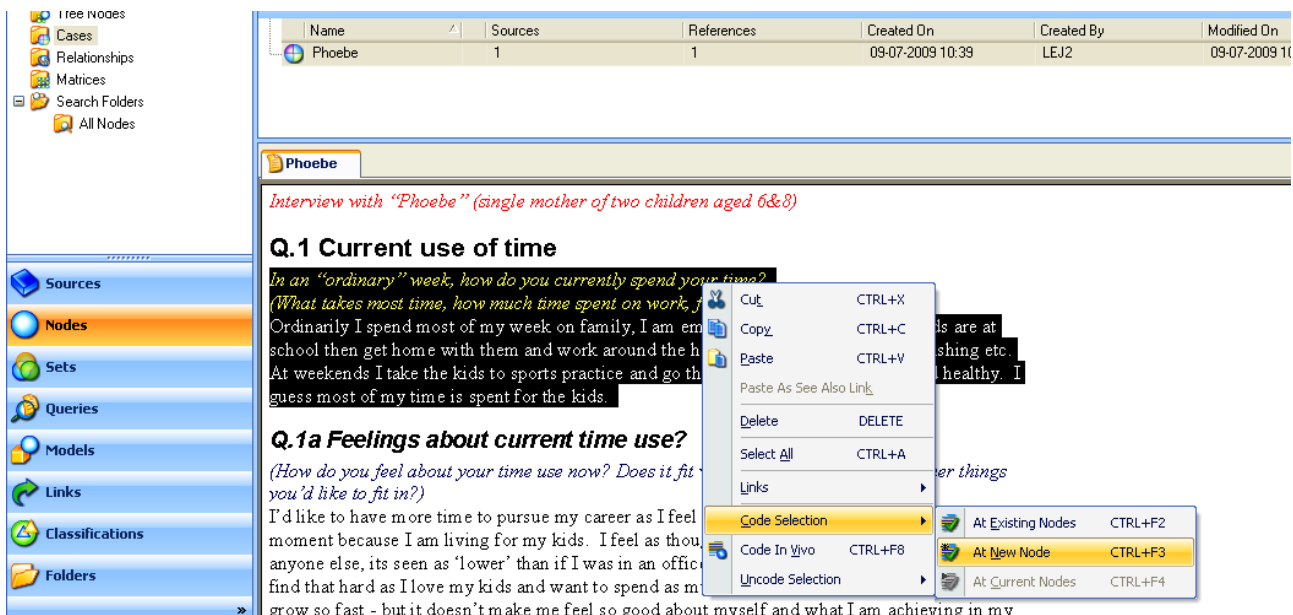 Tree Nodes
Cases
Relationships
Matrices
Search Folders
All Nodes
Sources
Nodes
Sets
Queries
Models
Links
Classifications
Folders
»
Name Sources References Created On Created By Modified On
Phoebe 1 1 09-07-2009 10:39 LEJ2 09-07-2009 10
Phoebe
Interview with “Phoebe” (single mother of two children aged 6&8)
Q.1 Current use of time
In an “ordinary” week, how do you currently spend your time?
(What takes most time, how much time spent on work, f
Ordinarily I spend most of my week on family, I am em ds are at
school then get home with them and work around the h shing etc.
At weekends I take the kids to sports practice and go th d healthy. I
guess most of my time is spent for the kids.
Q.1a Feelings about current time use?
(How do you feel about your time use now? Does it fit er things
you’d like to fit in?)
I’d like to have more time to pursue my career as I feel
moment because I am living for my kids. I feel as thou
anyone else, its seen as ‘lower’ than if I was in an offic
find that hard as I love my kids and want to spend as m
grow so fast - but it doesn’t make me feel so good about myself and what I am achieving in my
Cut CTRL+X
Copy CTRL+C
Paste CTRL+V
Paste As See Also Link
Delete DELETE
Select All CTRL+A
Links
Code Selection
Code In Vivo CTRL+F8
Uncode Selection
At Existing Nodes CTRL+F2
At New Node CTRL+F3
At Current Nodes CTRL+F4